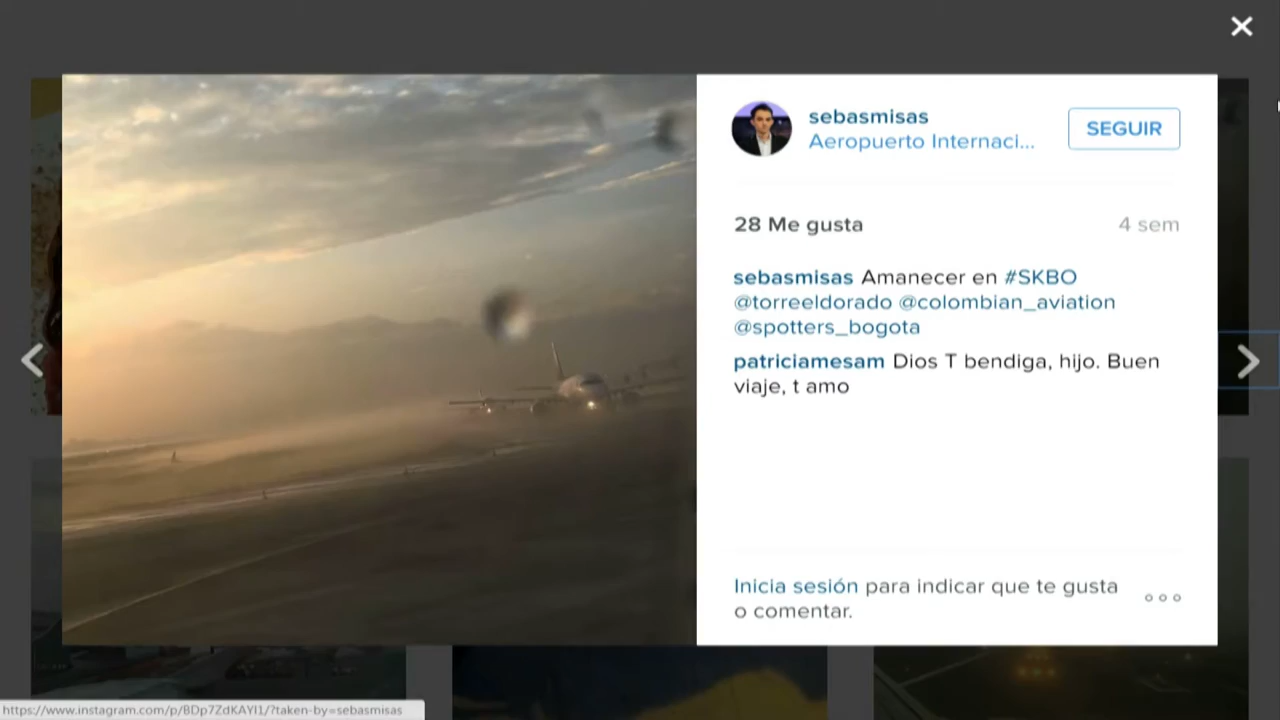 sebasmisas
Aeropuerto Internaci...
SEGUIR
28 Me gusta
4 sem
sebasmisas Amanecer en #SKBO
@torreeldorado @colombian_aviation
@spotters_bogota
patriciamesam Dios T bendiga, hijo. Buen
viaje, t amo
Inicia sesión para indicar que te gusta
o comentar.
https://www.instagram.com/p/BDp7ZdKAYI1/?taken-by=sebasmisas